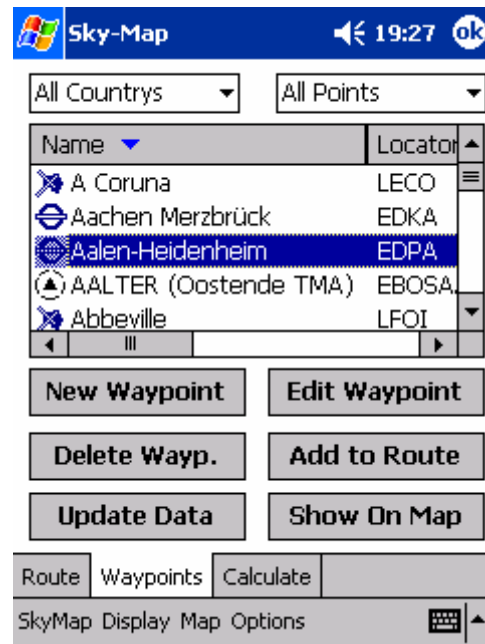 Sky-Map 19:27 ok
All Countrys All Points
Name Locator
A Coruna LECO
Aachen Merzbrück EDKA
Aalen-Heidenheim EDPA
AALTER (Oostende TMA) EBOSA
Abbeville LFOI
New Waypoint Edit Waypoint
Delete Wayp. Add to Route
Update Data Show On Map
Route Waypoints Calculate
SkyMap Display Map Options